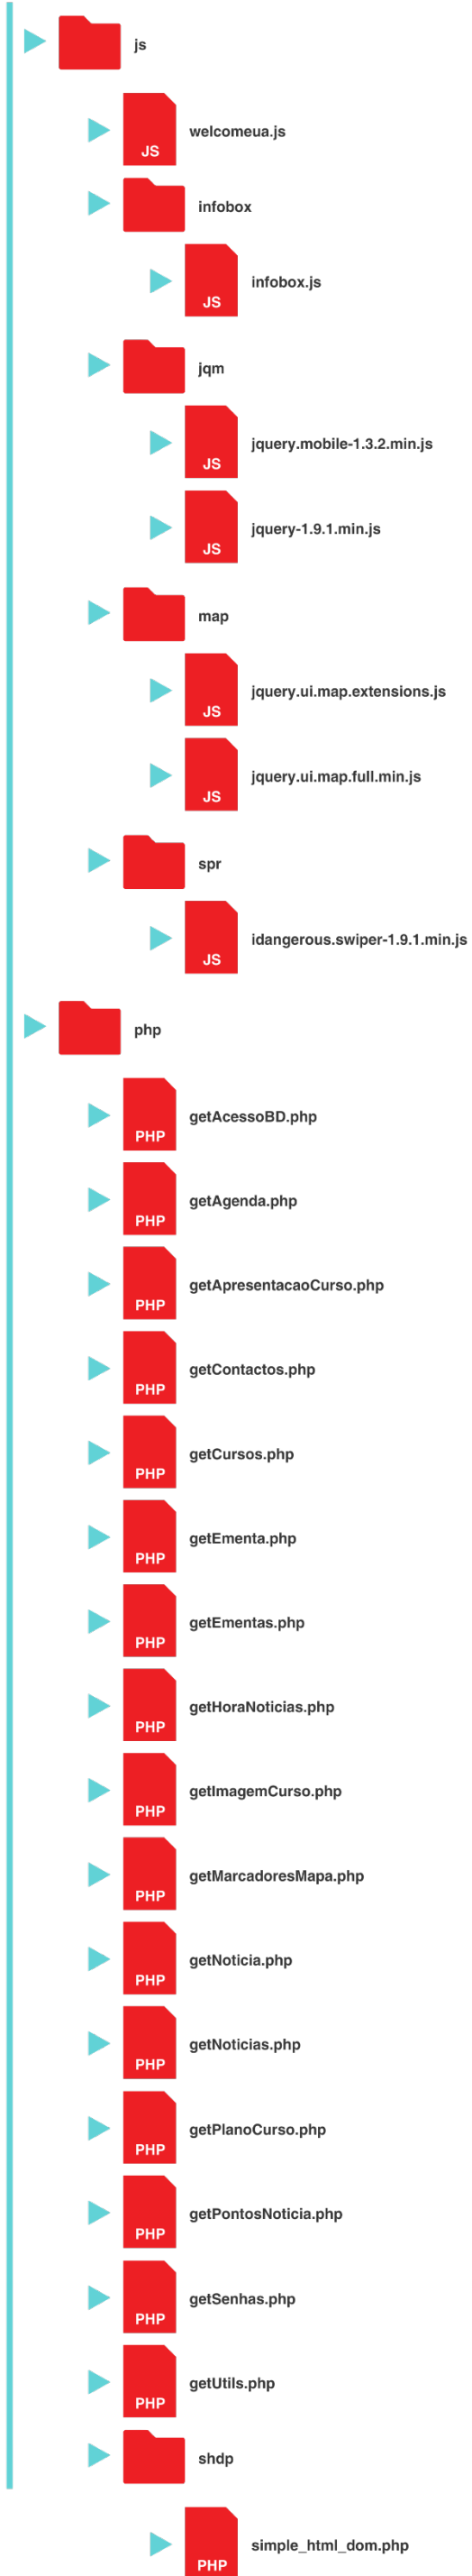 js
JS welcomeua.js
infobox
JS infobox.js
jqm
JS jquery.mobile-1.3.2.min.js
JS jquery-1.9.1.min.js
map
JS jquery.ui.map.extensions.js
JS jquery.ui.map.full.min.js
spr
JS idangerous.swiper-1.9.1.min.js
php
PHP getAcessoBD.php
PHP getAgenda.php
PHP getApresentacaoCurso.php
PHP getContactos.php
PHP getCursos.php
PHP getEmenta.php
PHP getEmentas.php
PHP getHoraNoticias.php
PHP getImagemCurso.php
PHP getMarcadoresMapa.php
PHP getNoticia.php
PHP getNoticias.php
PHP getPlanoCurso.php
PHP getPontosNoticia.php
PHP getSenhas.php
PHP getUtils.php
shdp
PHP simple_html_dom.php